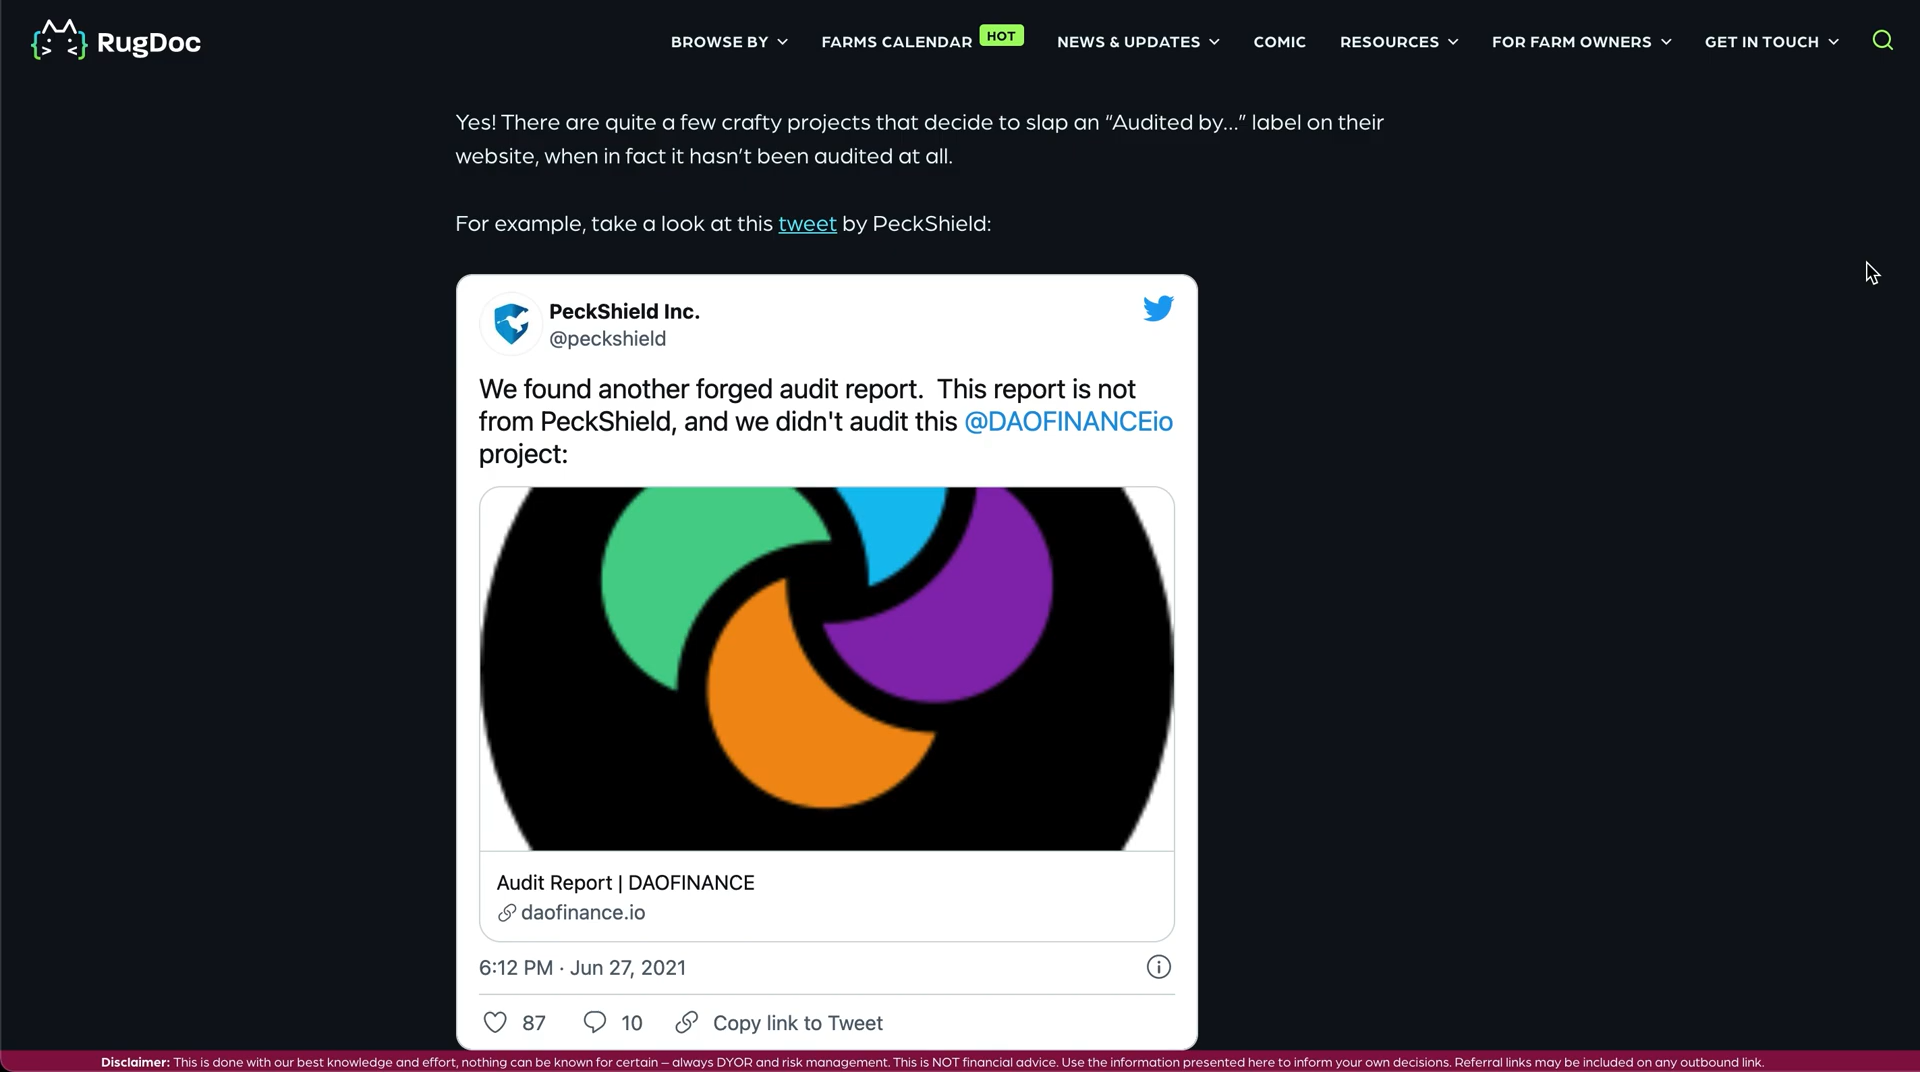 RugDoc
BROWSE BY
FARMS CALENDAR
HOT
NEWS & UPDATES
COMIC
RESOURCES
FOR FARM OWNERS
GET IN TOUCH
Yes! There are quite a few crafty projects that decide to slap an “Audited by...” label on their
website, when in fact it hasn’t been audited at all.
For example, take a look at this tweet by PeckShield:
PeckShield Inc.
@peckshield
We found another forged audit report.  This report is not
from PeckShield, and we didn't audit this @DAOFINANCEio
project:
Audit Report | DAOFINANCE
daofinance.io
6:12 PM · Jun 27, 2021
87
10
Copy link to Tweet
Disclaimer: This is done with our best knowledge and effort, nothing can be known for certain – always DYOR and risk management. This is NOT financial advice. Use the information presented here to inform your own decisions. Referral links may be included on any outbound link.